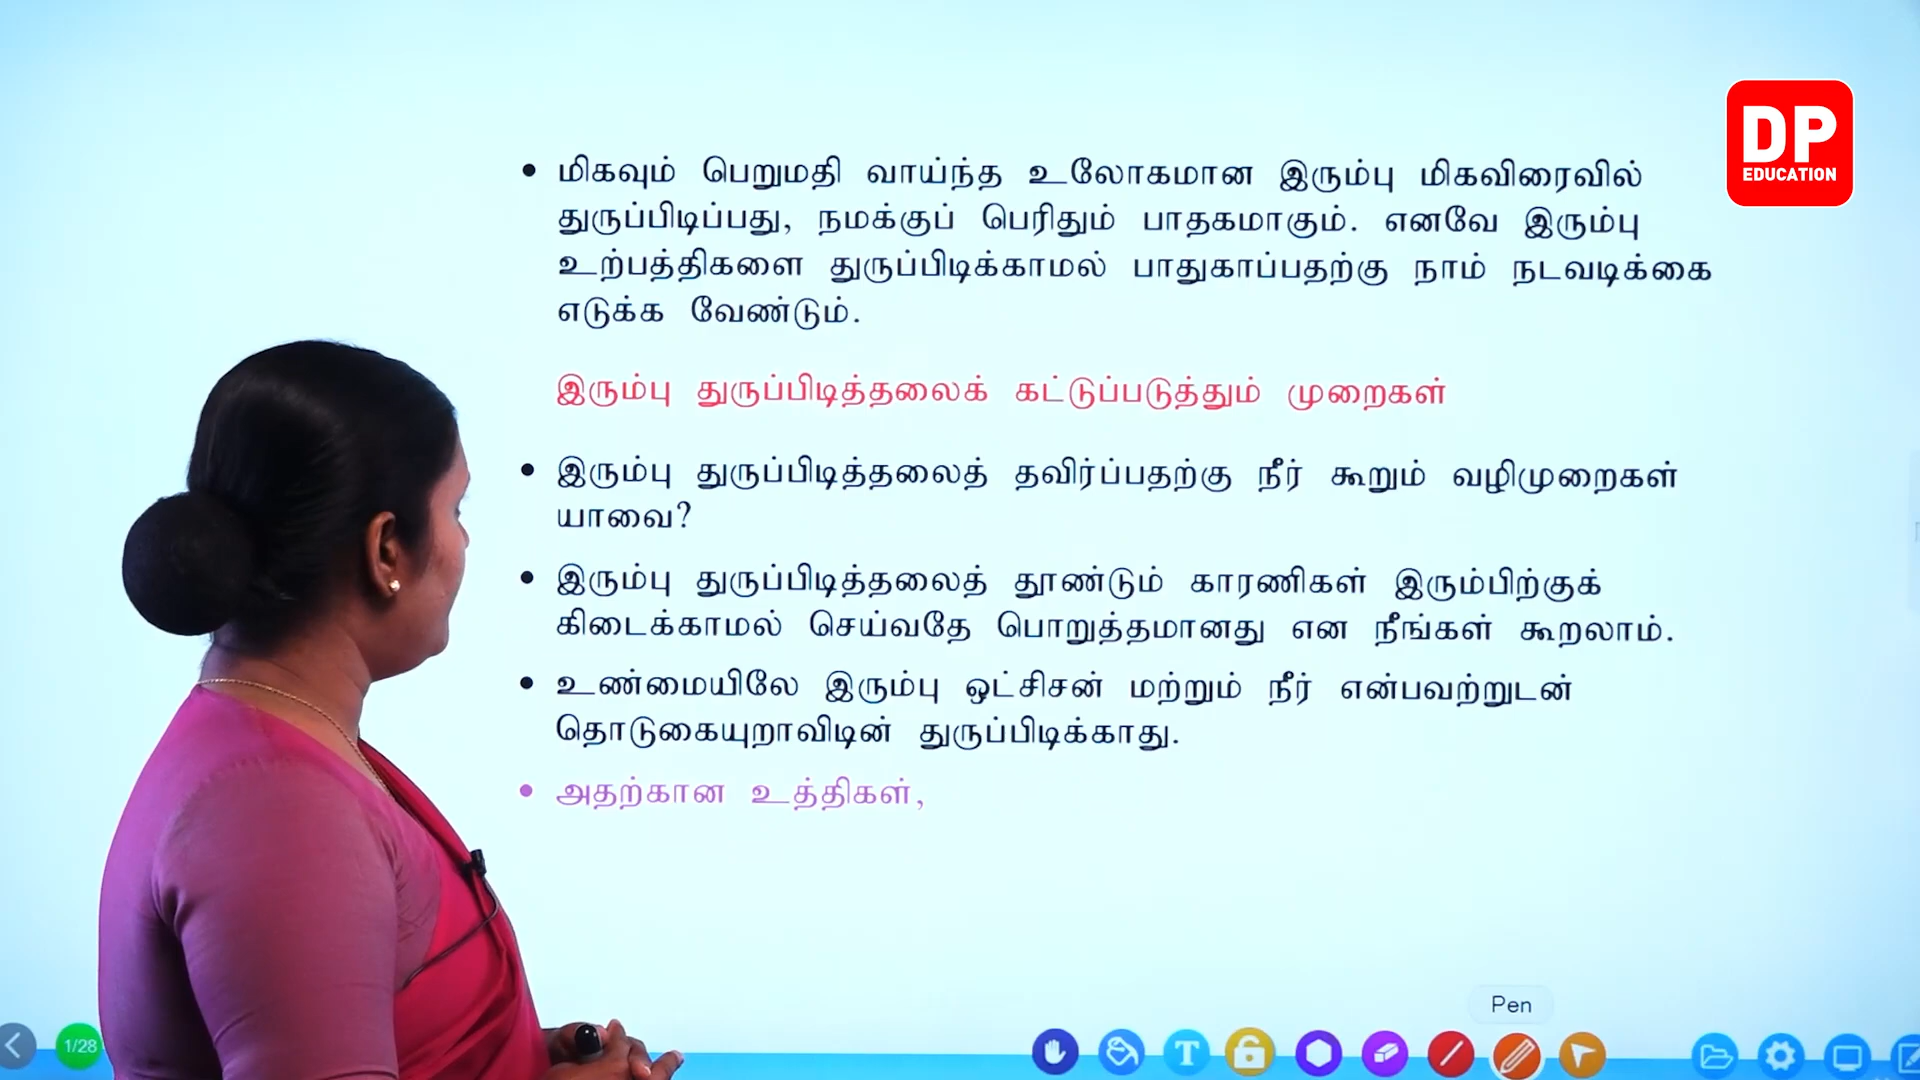 DP
EDUCATION
• மிகவும் பெறுமதி வாய்ந்த உலோகமான இரும்பு மிகவிரைவில்
துருப்பிடிப்பது, நமக்குப் பெரிதும் பாதகமாகும். எனவே இரும்பு
உற்பத்திகளை துருப்பிடிக்காமல் பாதுகாப்பதற்கு நாம் நடவடிக்கை
எடுக்க வேண்டும்.
இரும்பு துருப்பிடித்தலைக் கட்டுப்படுத்தும் முறைகள்
• இரும்பு துருப்பிடித்தலைத் தவிர்ப்பதற்கு நீர் கூறும் வழிமுறைகள்
யாவை?
• இரும்பு துருப்பிடித்தலைத் தூண்டும் காரணிகள் இரும்பிற்குக்
கிடைக்காமல் செய்வதே பொறுத்தமானது என நீங்கள் கூறலாம்.
• உண்மையிலே இரும்பு ஒட்சிசன் மற்றும் நீர் என்பவற்றுடன்
தொடுகையுறாவிடின் துருப்பிடிக்காது.
• அதற்கான உத்திகள்,
Pen
1/28
T